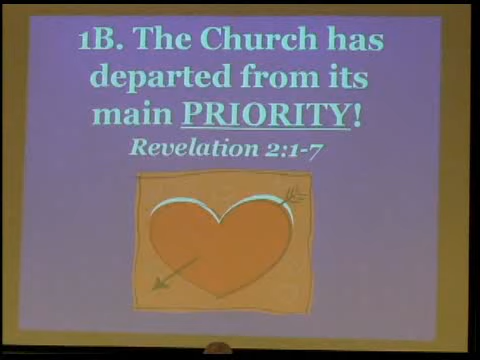 1B. The Church has
departed from its
main PRIORITY!
Revelation 2:1-7